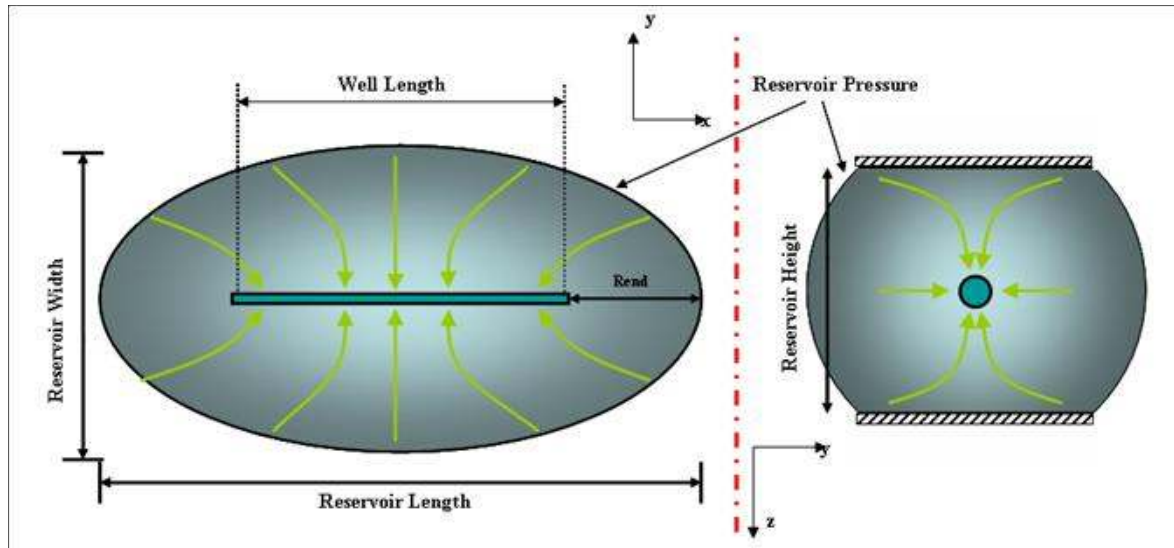 y
Well Length
Reservoir Pressure
x
Reservoir Width
Rend
Reservoir Height
Reservoir Length
y
z